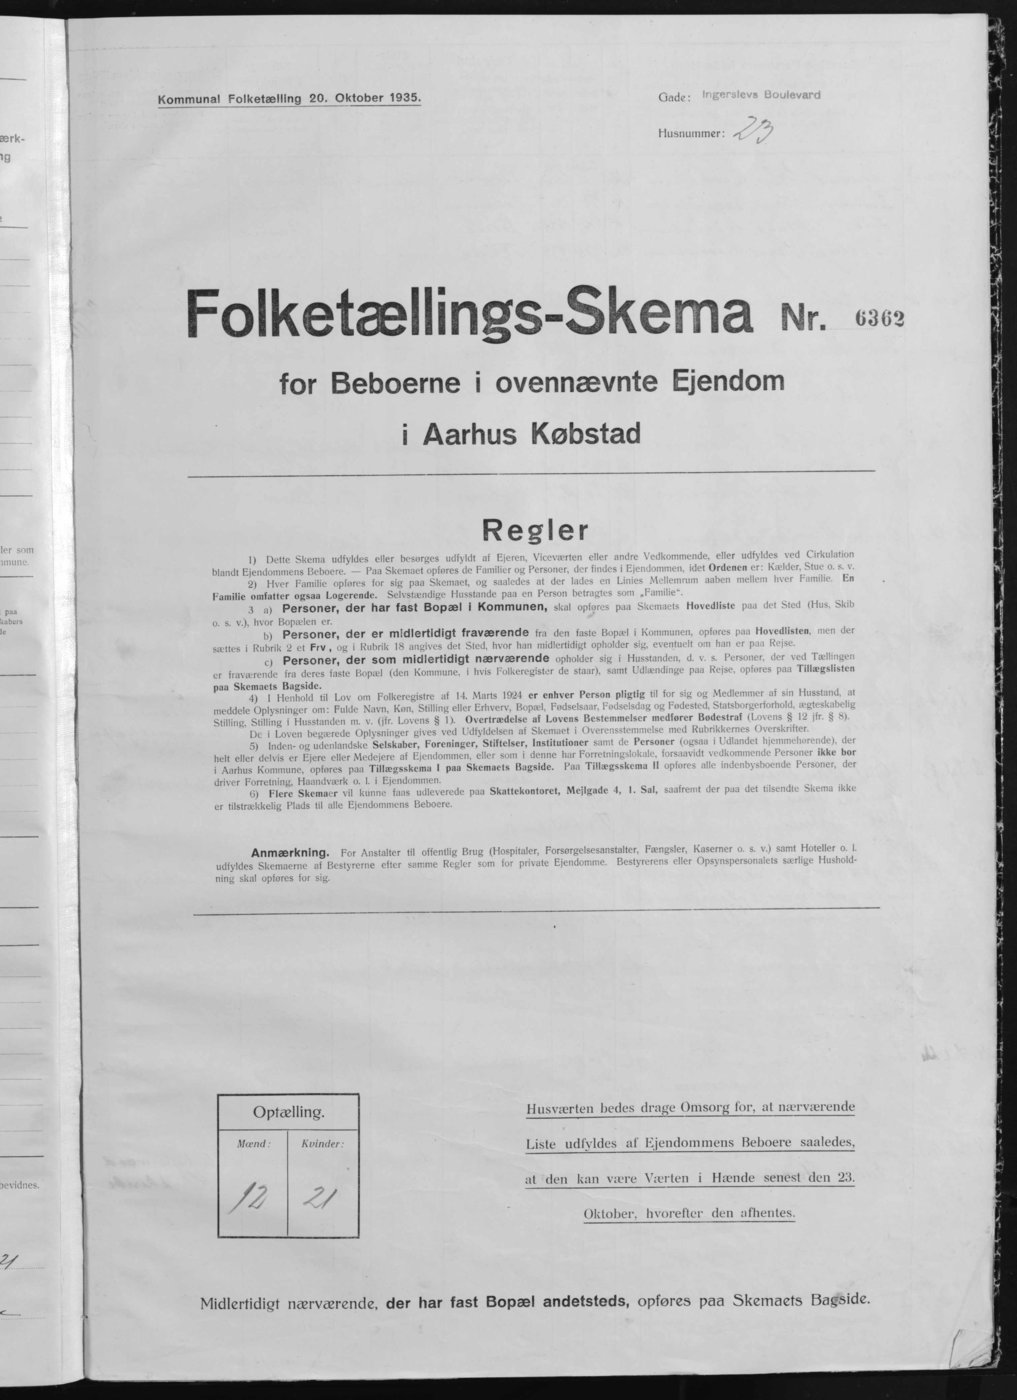 Kommunal Folketælling 20. Oktober 1935.
Gade: Ingerslevs Boulevard
Husnummer: 23
Folketællings-Skema Nr. 6362
for Beboerne i ovennævnte Ejendom
i Aarhus Købstad
Regler
1) Dette Skema udfyldes eller besørges udfyldt af Ejeren, Viceværten eller andre Vedkommende, eller udfyldes ved Cirkulation
blandt Ejendommens Beboere. — Paa Skemaet opføres de Familier og Personer, der findes i Ejendommen, idet Ordenen er: Kælder, Stue o. s. v.
2) Hver Familie opføres for sig paa Skemaet, og saaledes at der lades en Linies Mellemrum aaben mellem hver Familie. En
Familie omfatter ogsaa Logerende. Selvstændige Husstande paa en Person betragtes som „Familie“.
3 a) Personer, der har fast Bopæl i Kommunen, skal opføres paa Skemaets Hovedliste paa det Sted (Hus, Skib
o. s. v.), hvor Bopælen er.
b) Personer, der er midlertidigt fraværende fra den faste Bopæl i Kommunen, opføres paa Hovedlisten, men der
sættes i Rubrik 2 et Frv, og i Rubrik 18 angives det Sted, hvor han midlertidigt opholder sig, eventuelt om han er paa Rejse.
c) Personer, der som midlertidigt nærværende opholder sig i Husstanden, d. v. s. Personer, der ved Tællingen
er fraværende fra deres faste Bopæl (den Kommune, i hvis Folkeregister de staar), samt Udlændinge paa Rejse, opføres paa Tillægslisten
paa Skemaets Bagside.
4) I Henhold til Lov om Folkeregistre af 14. Marts 1924 er enhver Person pligtig til for sig og Medlemmer af sin Husstand, at
meddele Oplysninger om: Fulde Navn, Køn, Stilling eller Erhverv, Bopæl, Fødselsaar, Fødselsdag og Fødested, Statsborgerforhold, ægteskabelig
Stilling, Stilling i Husstanden m. v. (jfr. Lovens § 1). Overtrædelse af Lovens Bestemmelser medfører Bødestraf (Lovens § 12 jfr. § 8).
De i Loven begærede Oplysninger gives ved Udfyldelsen af Skemaet i Overensstemmelse med Rubrikkernes Overskrifter.
5) Inden- og udenlandske Selskaber, Foreninger, Stiftelser, Institutioner samt de Personer (ogsaa i Udlandet hjemmehørende), der
helt eller delvis er Ejere eller Medejere af Ejendommen, eller som i denne har Forretningslokale, forsaavidt vedkommende Personer ikke bor
i Aarhus Kommune, opføres paa Tillægsskema I paa Skemaets Bagside. Paa Tillægsskema II opføres alle indenbysboende Personer, der
driver Forretning, Haandværk o. l. i Ejendommen.
6) Flere Skemaer vil kunne faas udleverede paa Skattekontoret, Mejlgade 4, 1. Sal, saafremt der paa det tilsendte Skema ikke
er tilstrækkelig Plads til alle Ejendommens Beboere.
Anmærkning. For Anstalter til offentlig Brug (Hospitaler, Forsørgelsesanstalter, Fængsler, Kaserner o. s. v.) samt Hoteller o. l.
udfyldes Skemaerne af Bestyrerne efter samme Regler som for private Ejendomme. Bestyrerens eller Opsynspersonalets særlige Hushold-
ning skal opføres for sig.
Optælling.
Mænd: Kvinder:
12 21
Husværten bedes drage Omsorg for, at nærværende
Liste udfyldes af Ejendommens Beboere saaledes,
at den kan være Værten i Hænde senest den 23.
Oktober, hvorefter den afhentes.
Midlertidigt nærværende, der har fast Bopæl andetsteds, opføres paa Skemaets Bagside.